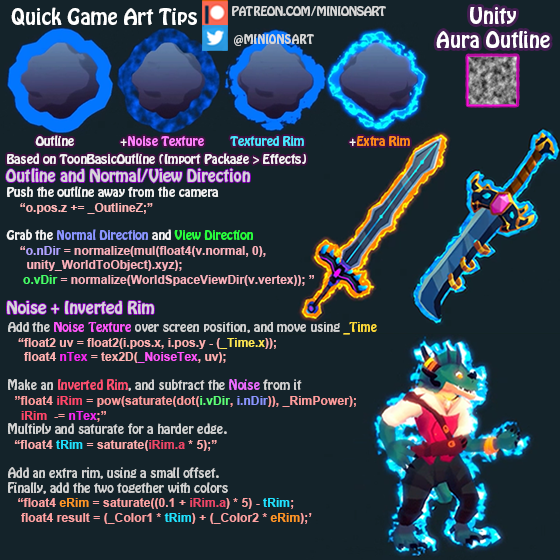 Quick Game Art Tips
PATREON.COM/MINIONSART
@MINIONSART
Unity
Aura Outline
Outline
+Noise Texture
Textured Rim
+Extra Rim
Based on ToonBasicOutline (Import Package > Effects)
Outline and Normal/View Direction
Push the outline away from the camera
“o.pos.z += _OutlineZ;”
Grab the Normal Direction and View Direction
“o.nDir = normalize(mul(float4(v.normal, 0),
unity_WorldToObject).xyz);
o.vDir = normalize(WorldSpaceViewDir(v.vertex)); ”
Noise + Inverted Rim
Add the Noise Texture over screen position, and move using _Time
“float2 uv = float2(i.pos.x, i.pos.y - (_Time.x));
float4 nTex = tex2D(_NoiseTex, uv);
Make an Inverted Rim, and subtract the Noise from it
”float4 iRim = pow(saturate(dot(i.vDir, i.nDir)), _RimPower);
iRim -= nTex;”
Multiply and saturate for a harder edge.
“float4 tRim = saturate(iRim.a * 5);”
Add an extra rim, using a small offset.
Finally, add the two together with colors
“float4 eRim = saturate((0.1 + iRim.a) * 5) - tRim;
float4 result = (_Color1 * tRim) + (_Color2 * eRim);’